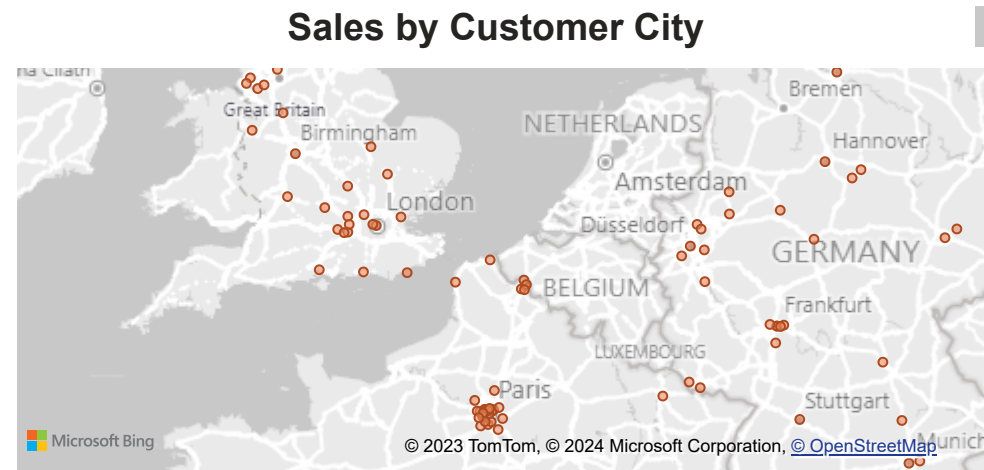 Sales by Customer City
Bremen
Great Britain
Birmingham
NETHERLANDS
Hannover
Amsterdam
London
Düsseldorf
GERMANY
BELGIUM
Frankfurt
LUXEMBOURG
Paris
Stuttgart
Microsoft Bing
© 2023 TomTom, © 2024 Microsoft Corporation, © OpenStreetMap
Munich